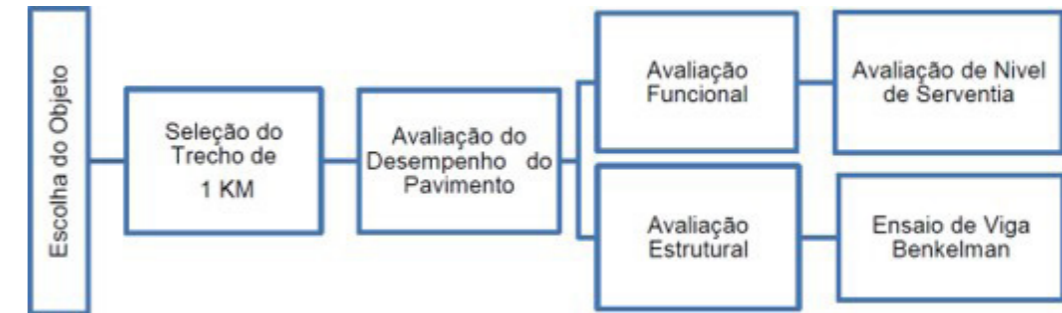 Escolha do Objeto
Seleção do
Trecho de
1 KM
Avaliação do
Desempenho do
Pavimento
Avaliação
Funcional
Avaliação de Nivel
de Serventia
Avaliação
Estrutural
Ensaio de Viga
Benkelman